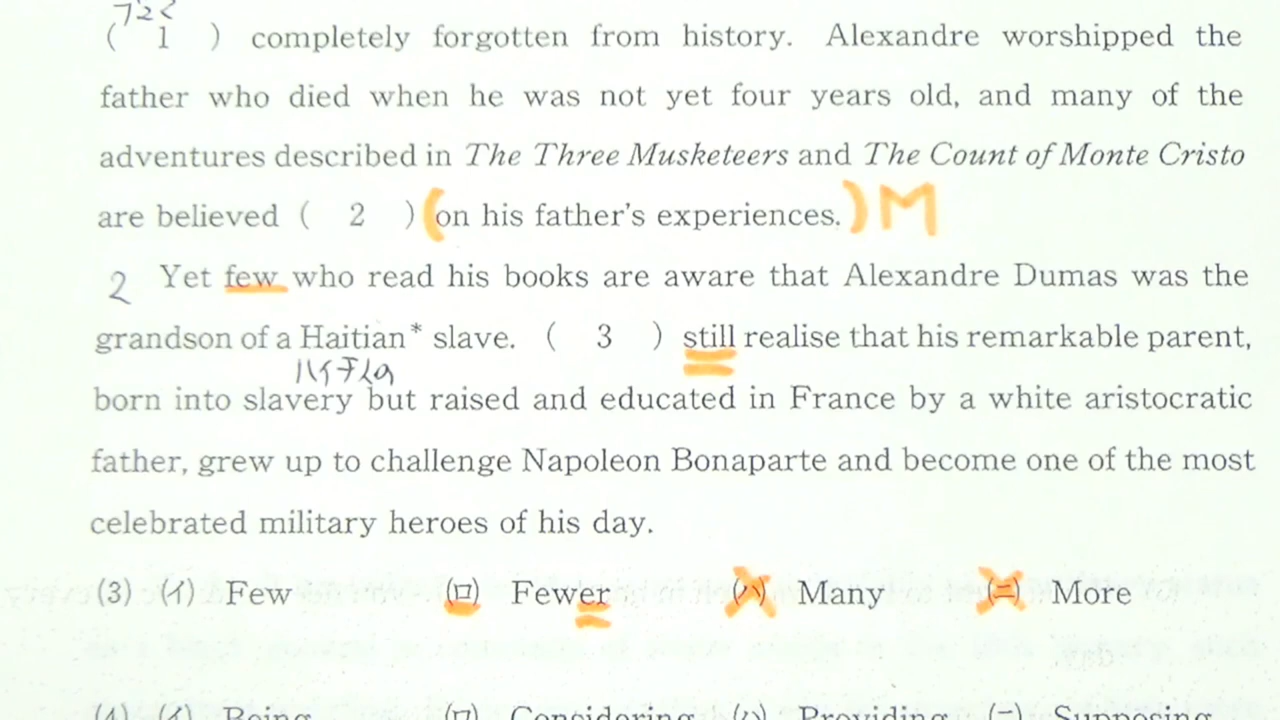 ( 1 ) completely forgotten from history. Alexandre worshipped the
father who died when he was not yet four years old, and many of the
adventures described in The Three Musketeers and The Count of Monte Cristo
are believed ( 2 ) (on his father's experiences.) M
2 Yet few who read his books are aware that Alexandre Dumas was the
grandson of a Haitian* slave. ( 3 ) still realise that his remarkable parent,
ハイチ人の
born into slavery but raised and educated in France by a white aristocratic
father, grew up to challenge Napoleon Bonaparte and become one of the most
celebrated military heroes of his day.
(3) (イ) Few (ロ) Fewer (ハ) Many (ニ) More
(4) (イ) Being (ロ) Considering (ハ) Providing (ニ) Supposing